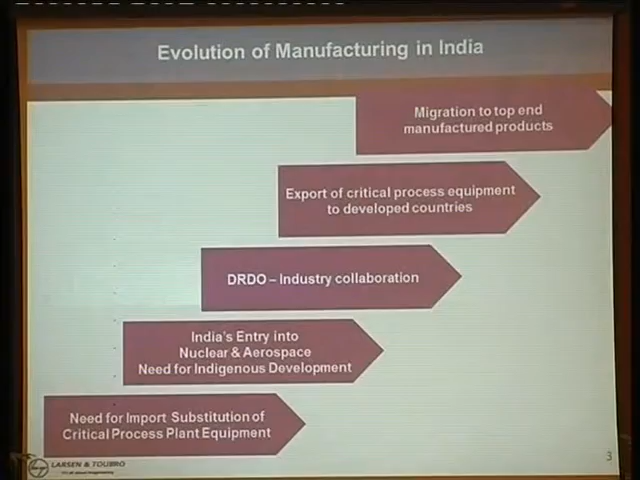 Evolution of Manufacturing in India
Migration to top end
manufactured products
Export of critical process equipment
to developed countries
DRDO – Industry collaboration
India's Entry into
Nuclear & Aerospace
Need for Indigenous Development
Need for Import Substitution of
Critical Process Plant Equipment
LARSEN & TOUBRO
3